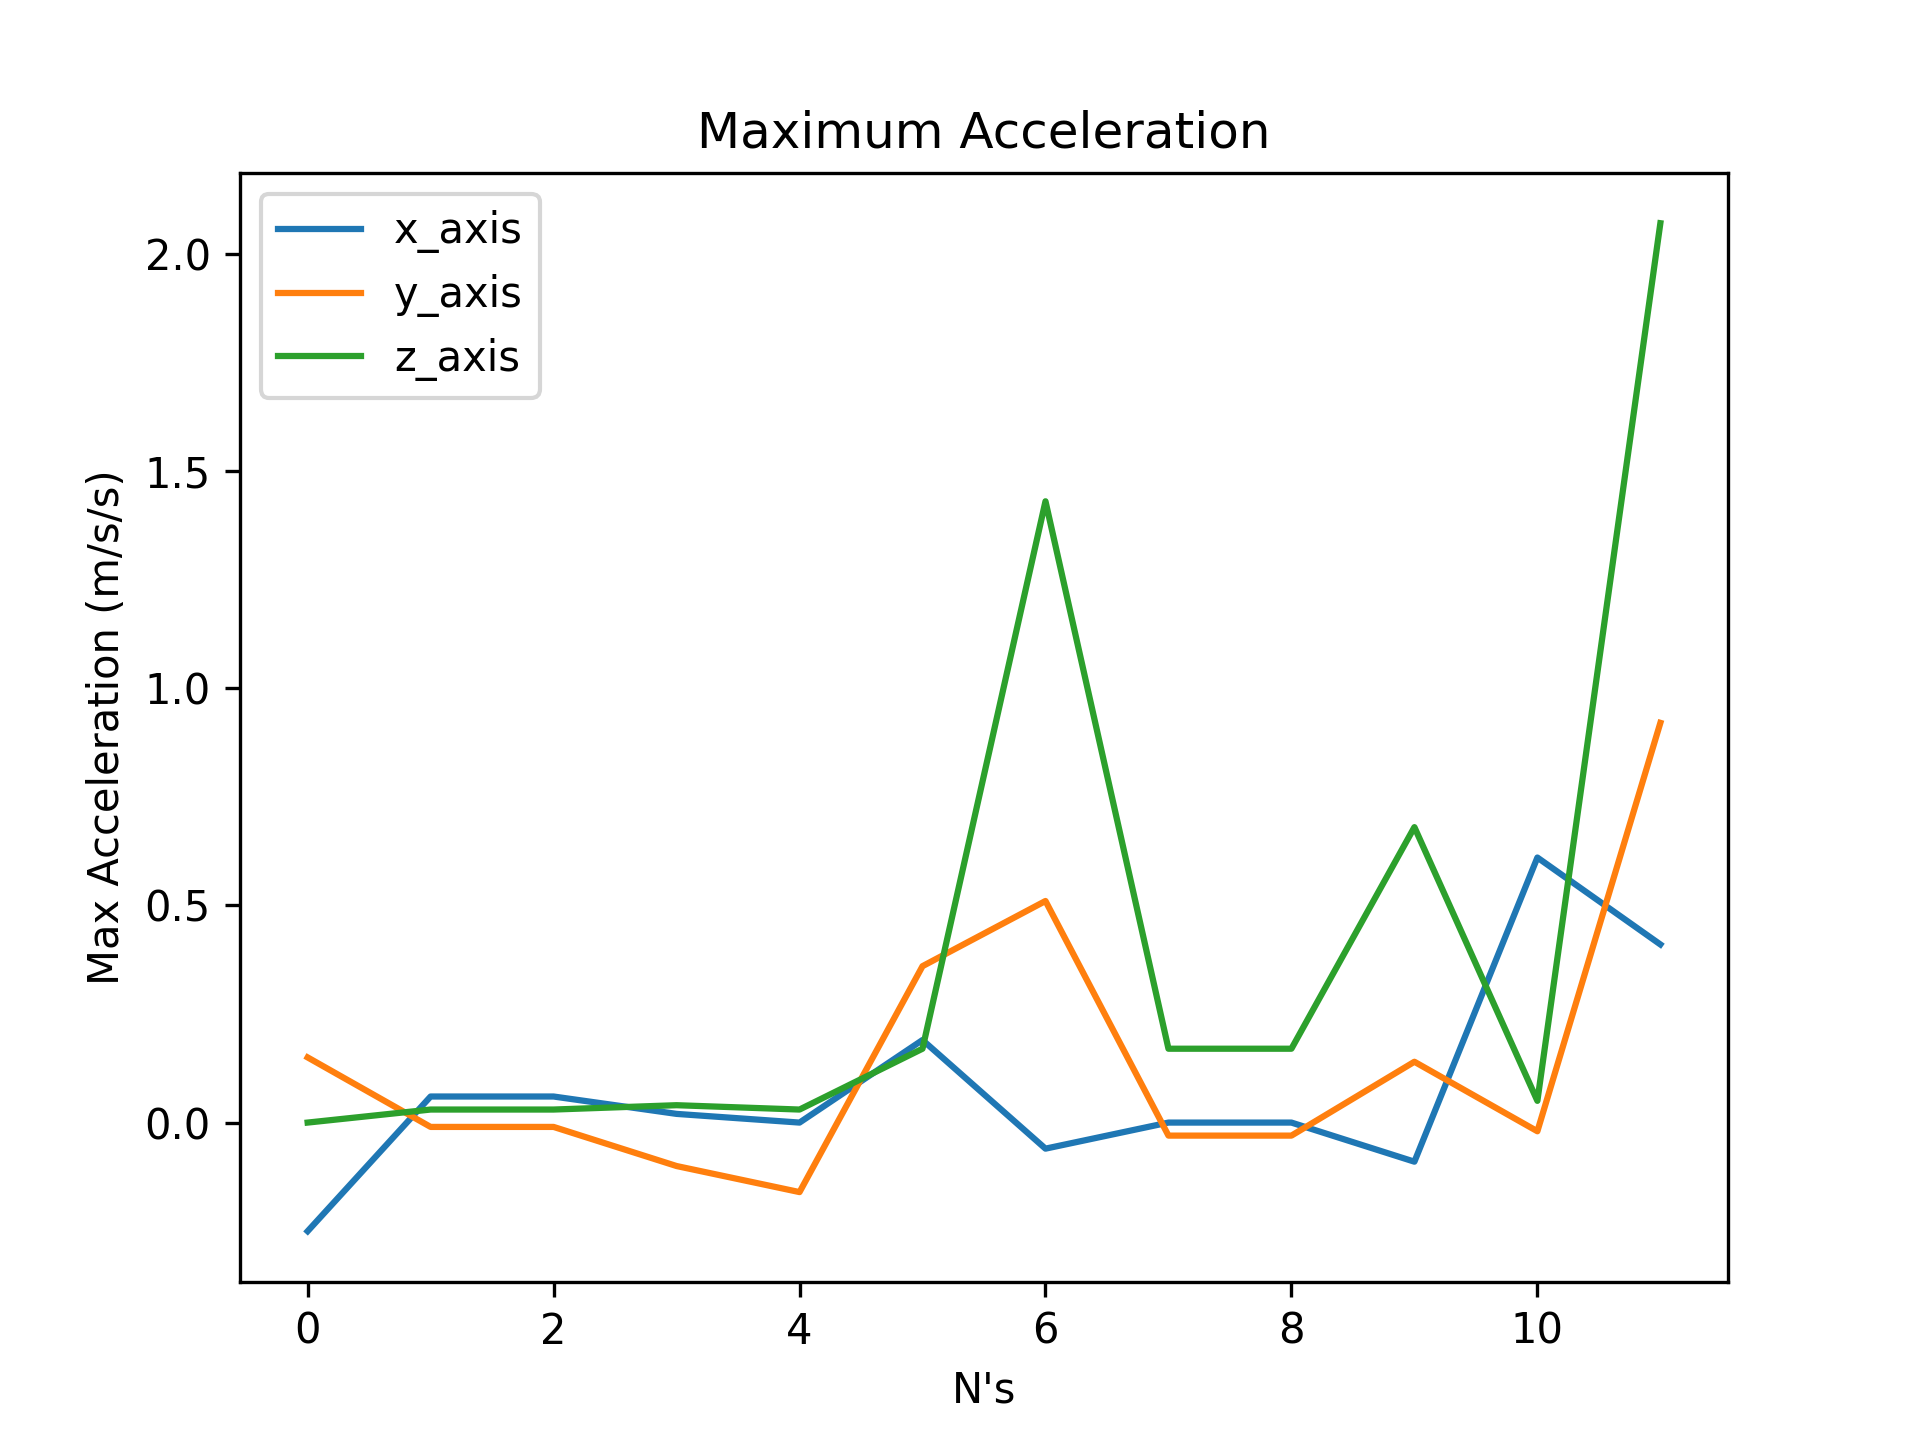 Maximum Acceleration
x_axis
y_axis
z_axis
2.0
1.5
1.0
0.5
0.0
Max Acceleration (m/s/s)
0 2 4 6 8 10
N's